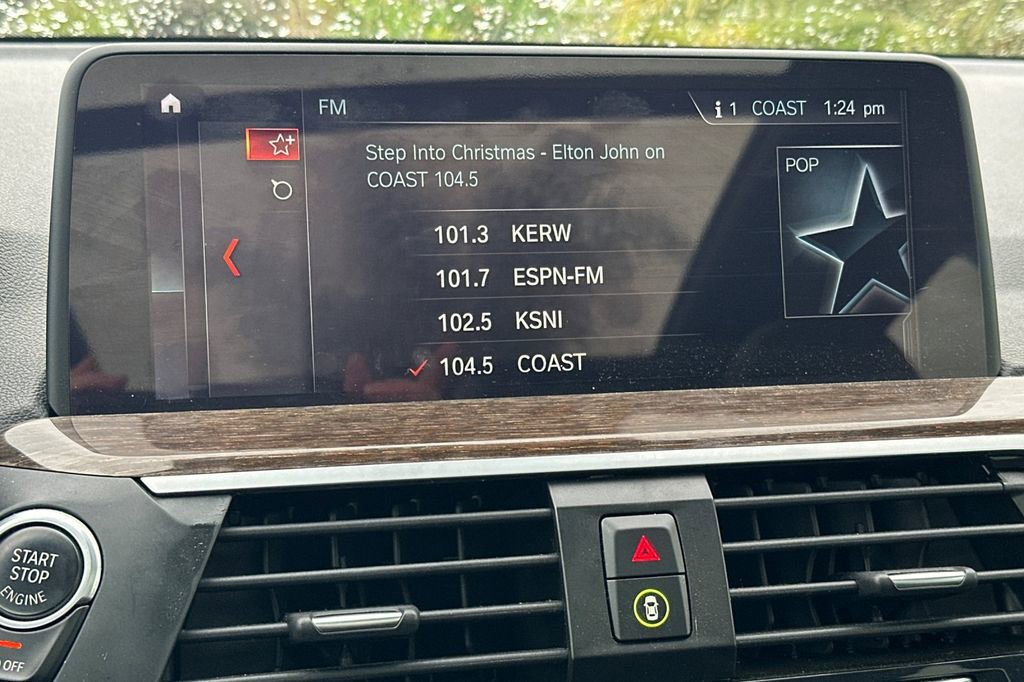 FM
i 1 COAST 1:24 pm
Step Into Christmas - Elton John on
COAST 104.5
POP
101.3 KERW
101.7 ESPN-FM
102.5 KSNI
104.5 COAST
START
STOP
ENGINE
OFF